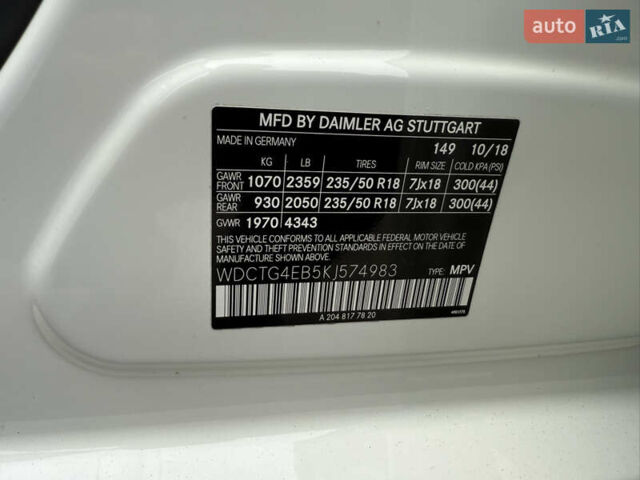 auto RIA .com
MFD BY DAIMLER AG STUTTGART
MADE IN GERMANY 149 10/18
KG LB TIRES RIM SIZE COLD KPA (PSI)
GAWR FRONT 1070 2359 235/50 R18 7Jx18 300(44)
GAWR REAR 930 2050 235/50 R18 7Jx18 300(44)
GVWR 1970 4343
THIS VEHICLE CONFORMS TO ALL APPLICABLE FEDERAL MOTOR VEHICLE
SAFETY AND THEFT PREVENTION STANDARDS IN EFFECT ON THE DATE
OF MANUFACTURE SHOWN ABOVE.
WDCTG4EB5KJ574983 TYPE: MPV
A 204 817 78 20